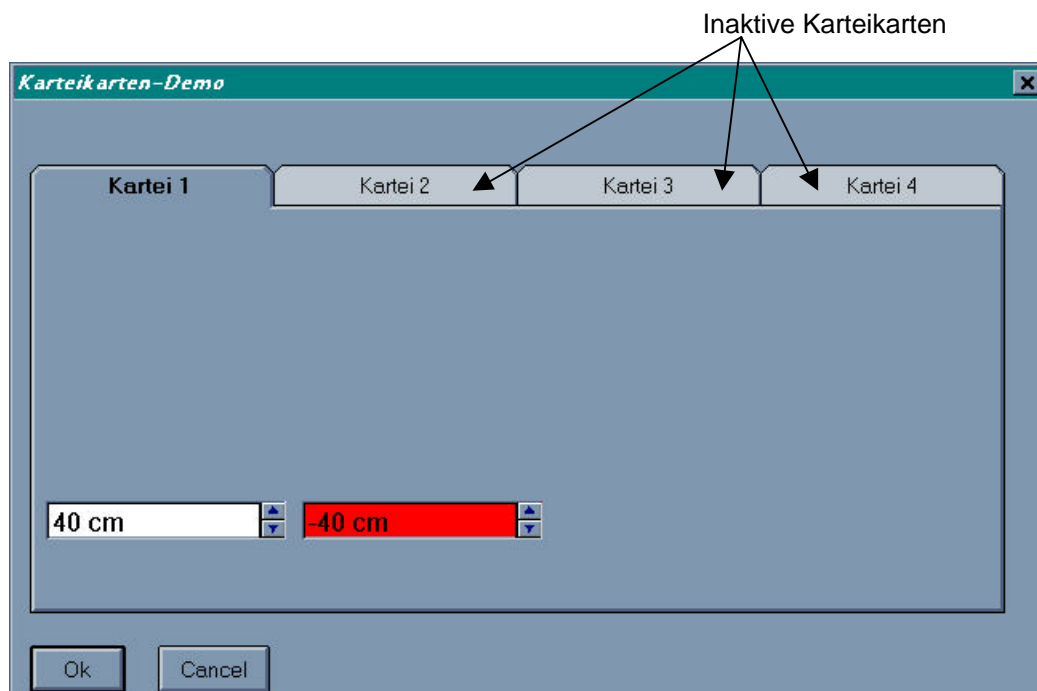 Inaktive Karteikarten
Karteikarten-Demo
Kartei 1 Kartei 2 Kartei 3 Kartei 4
40 cm -40 cm
Ok Cancel